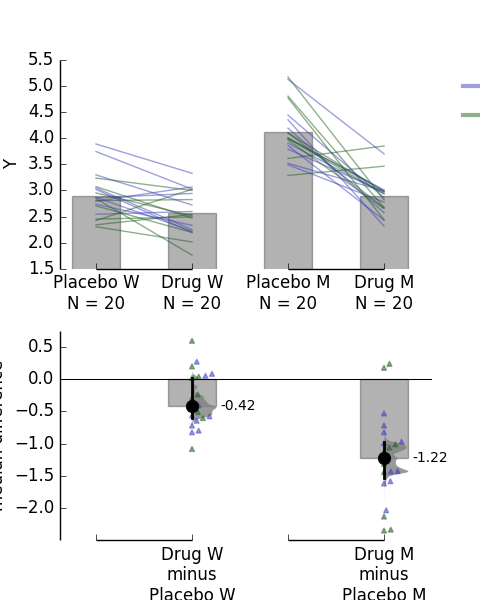 5.5
5.0
4.5
4.0
3.5
3.0
2.5
2.0
1.5
Y
Placebo W
N = 20
Drug W
N = 20
Placebo M
N = 20
Drug M
N = 20
0.5
0.0
−0.5
−1.0
−1.5
−2.0
difference
-0.42
-1.22
Drug W
minus
Placebo W
Drug M
minus
Placebo M